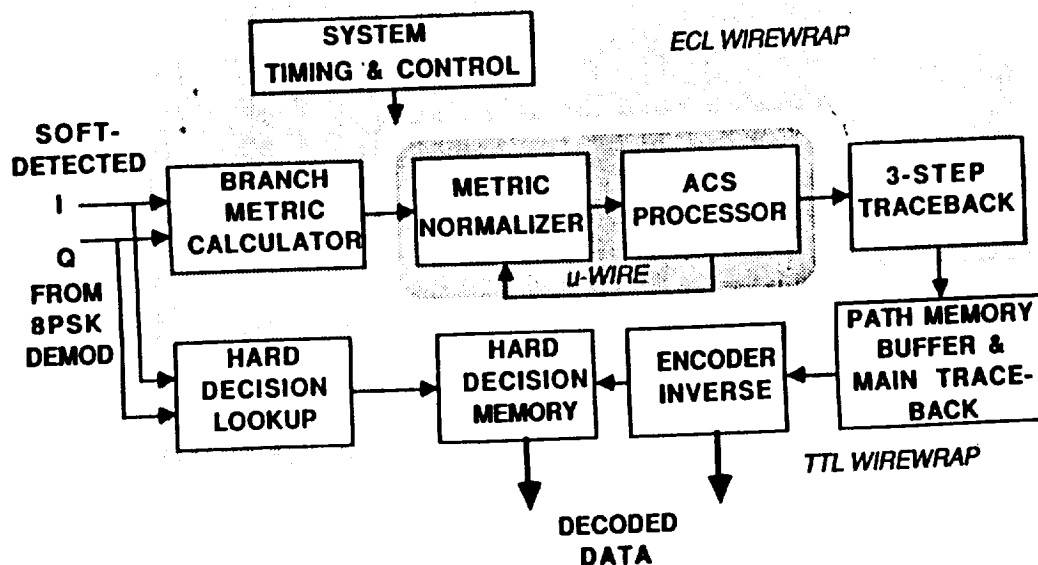 SYSTEM
TIMING & CONTROL
ECL WIREWRAP
SOFT-
DETECTED
I
Q
FROM
8PSK
DEMOD
BRANCH
METRIC
CALCULATOR
METRIC
NORMALIZER
ACS
PROCESSOR
3-STEP
TRACEBACK
u-WIRE
HARD
DECISION
LOOKUP
HARD
DECISION
MEMORY
ENCODER
INVERSE
PATH MEMORY
BUFFER &
MAIN TRACE-
BACK
TTL WIREWRAP
DECODED
DATA